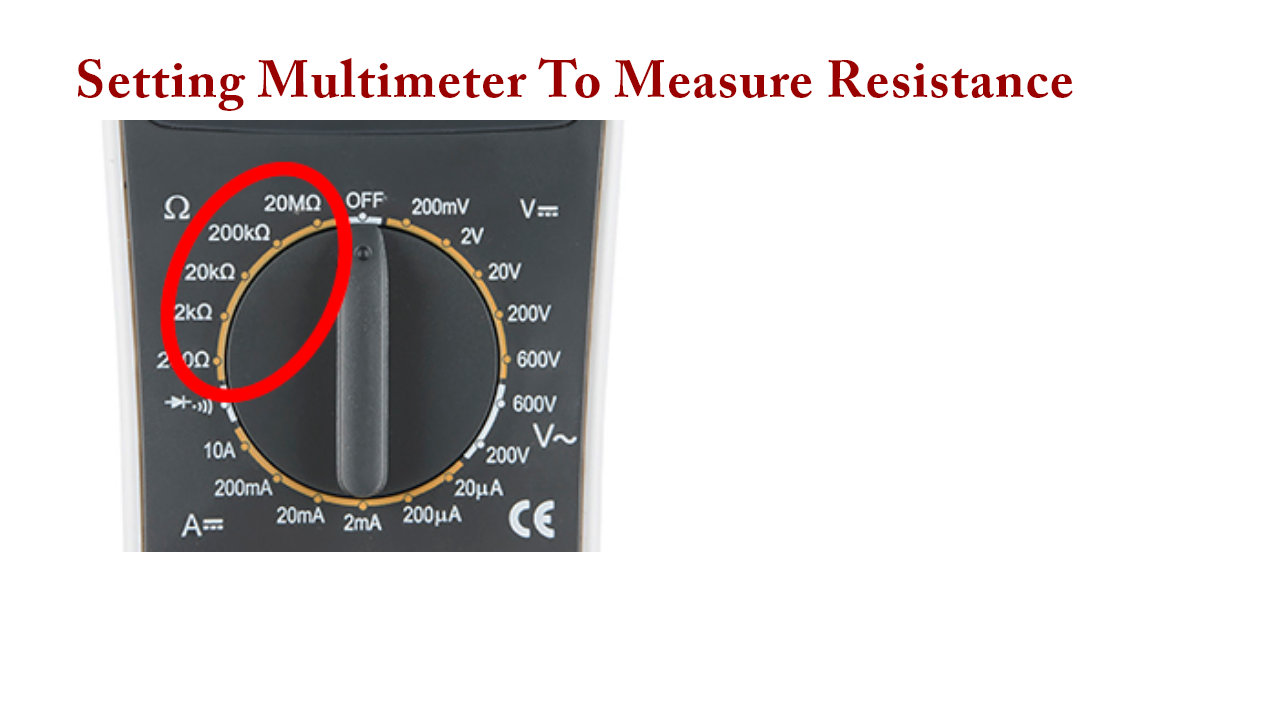 Setting Multimeter To Measure Resistance
Ω
20MΩ
OFF
200mV
V
200kΩ
2V
20kΩ
20V
2kΩ
200V
200Ω
600V
600V
V~
10A
200V
200mA
20µA
20mA
2mA
200µA
A
CE